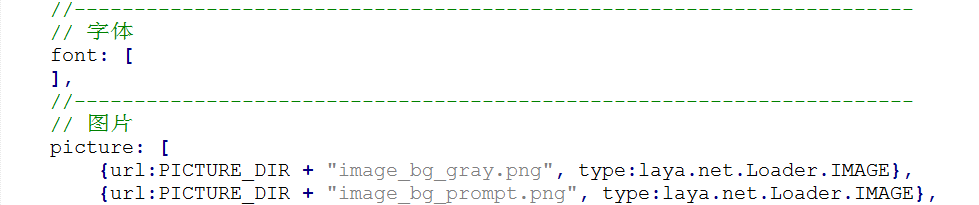 //-------------------------------------------------------------------
// 字体
font: [
],
//-------------------------------------------------------------------
// 图片
picture: [
{url:PICTURE_DIR + "image_bg_gray.png", type:laya.net.Loader.IMAGE},
{url:PICTURE_DIR + "image_bg_prompt.png", type:laya.net.Loader.IMAGE},